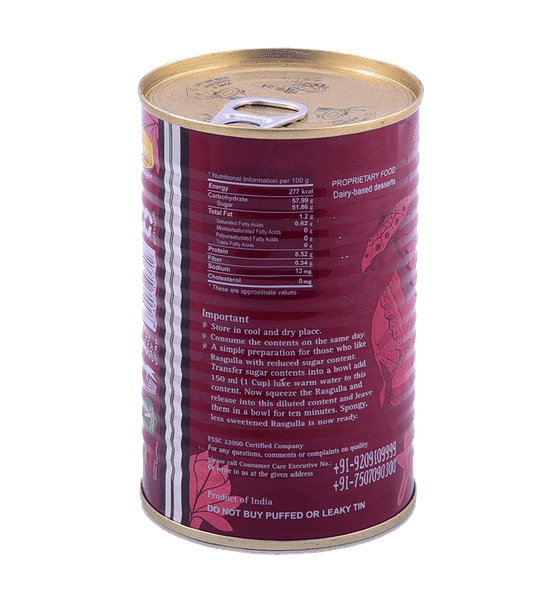 * Nutritional Information per 100 g
Energy 277 kcal
Carbohydrate 57.99 g
Sugar 51.86 g
Total Fat 1.2 g
Saturated Fatty Acids 0.62 g
Monounsaturated Fatty Acids 0 g
Polyunsaturated Fatty Acids 0 g
Trans Fatty Acids 0 g
Protein 8.52 g
Fiber 0.34 g
Sodium 13 mg
Cholesterol 0 mg
* These are approximate values
PROPRIETARY FOOD
Dairy-based desserts
Important
Store in cool and dry place.
Consume the contents on the same day.
A simple preparation for those who like
Rasgulla with reduced sugar content.
Transfer sugar contents into a bowl add
150 ml (1 Cup) luke warm water to this
content. Now squeeze the Rasgulla and
release into this diluted content and leave
them in a bowl for ten minutes. Spongy,
less sweetened Rasgulla is now ready.
FSSC 22000 Certified Company
For any questions, comments or complaints on quality
please call Consumer Care Executive No.:
or write to us at the given address
+91-9209109999
+91-7507090300
Product of India
DO NOT BUY PUFFED OR LEAKY TIN